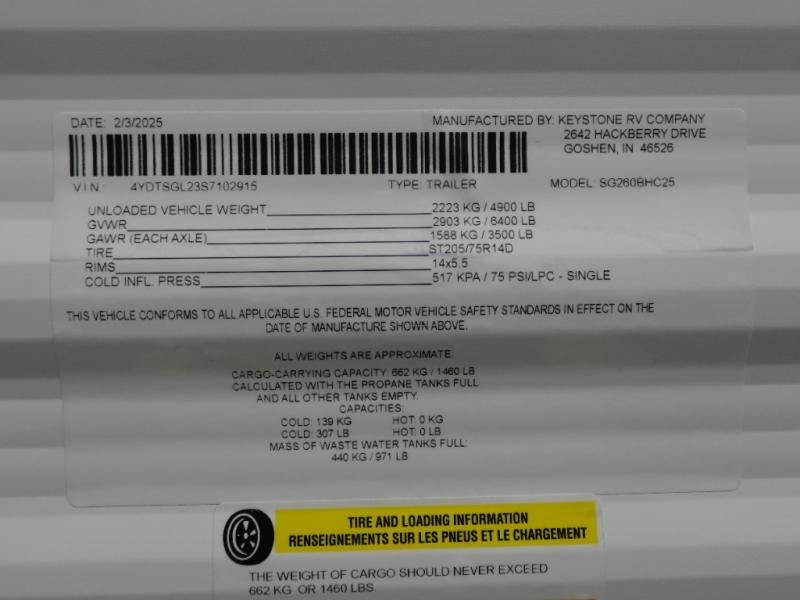 DATE: 2/3/2025 MANUFACTURED BY: KEYSTONE RV COMPANY
2642 HACKBERRY DRIVE
GOSHEN, IN 46526
V I N: 4YDTSGL23S7102915 TYPE: TRAILER MODEL: SG260BHC25
UNLOADED VEHICLE WEIGHT 2223 KG / 4900 LB
GVWR 2903 KG / 6400 LB
GAWR (EACH AXLE) 1588 KG / 3500 LB
TIRE ST205/75R14D
RIMS 14x5.5
COLD INFL. PRESS 517 KPA / 75 PSI/LPC - SINGLE
THIS VEHICLE CONFORMS TO ALL APPLICABLE U.S. FEDERAL MOTOR VEHICLE SAFETY STANDARDS IN EFFECT ON THE
DATE OF MANUFACTURE SHOWN ABOVE.
ALL WEIGHTS ARE APPROXIMATE.
CARGO-CARRYING CAPACITY: 662 KG / 1460 LB
CALCULATED WITH THE PROPANE TANKS FULL
AND ALL OTHER TANKS EMPTY.
CAPACITIES:
COLD: 139 KG HOT: 0 KG
COLD: 307 LB HOT: 0 LB
MASS OF WASTE WATER TANKS FULL:
440 KG / 971 LB
TIRE AND LOADING INFORMATION
RENSEIGNEMENTS SUR LES PNEUS ET LE CHARGEMENT
THE WEIGHT OF CARGO SHOULD NEVER EXCEED
662 KG OR 1460 LBS.